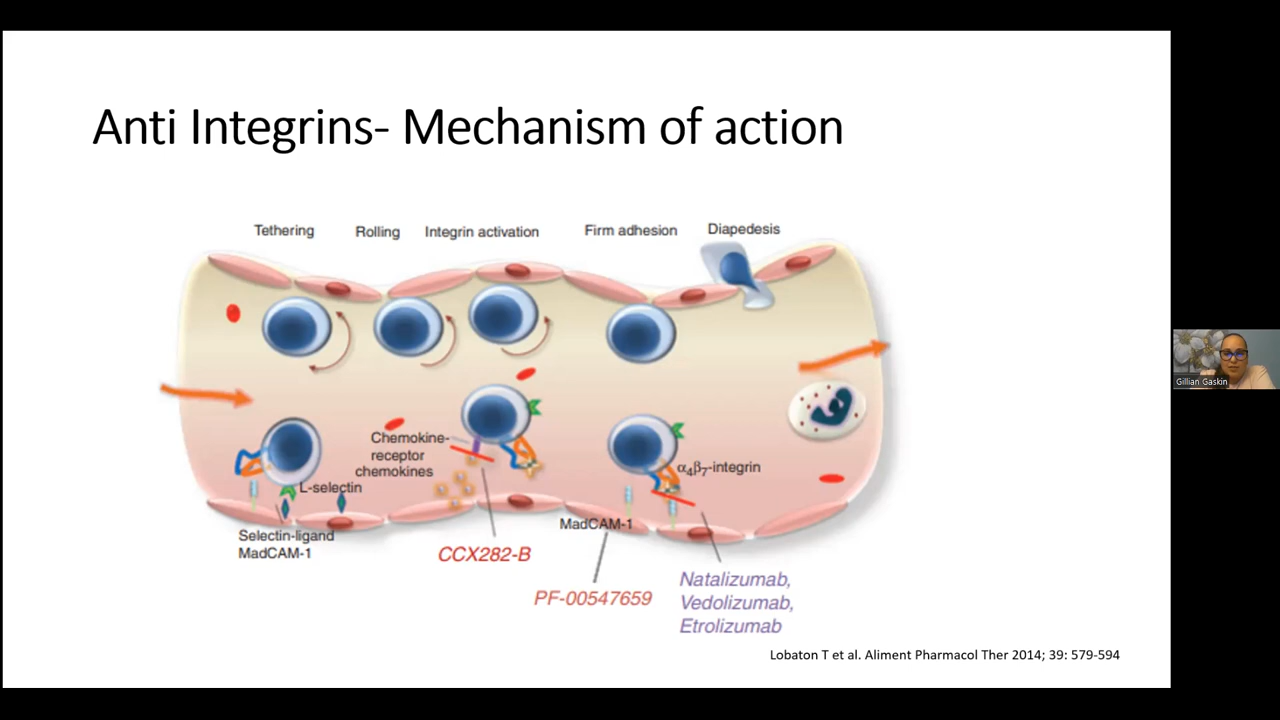 Anti Integrins- Mechanism of action
Tethering
Rolling
Integrin activation
Firm adhesion
Diapedesis
Chemokine-
receptor
chemokines
L-selectin
Selectin-ligand
MadCAM-1
CCX282-B
MadCAM-1
PF-00547659
α4β7-integrin
Natalizumab,
Vedolizumab,
Etrolizumab
Lobaton T et al. Aliment Pharmacol Ther 2014; 39: 579-594
Gillian Gaskin